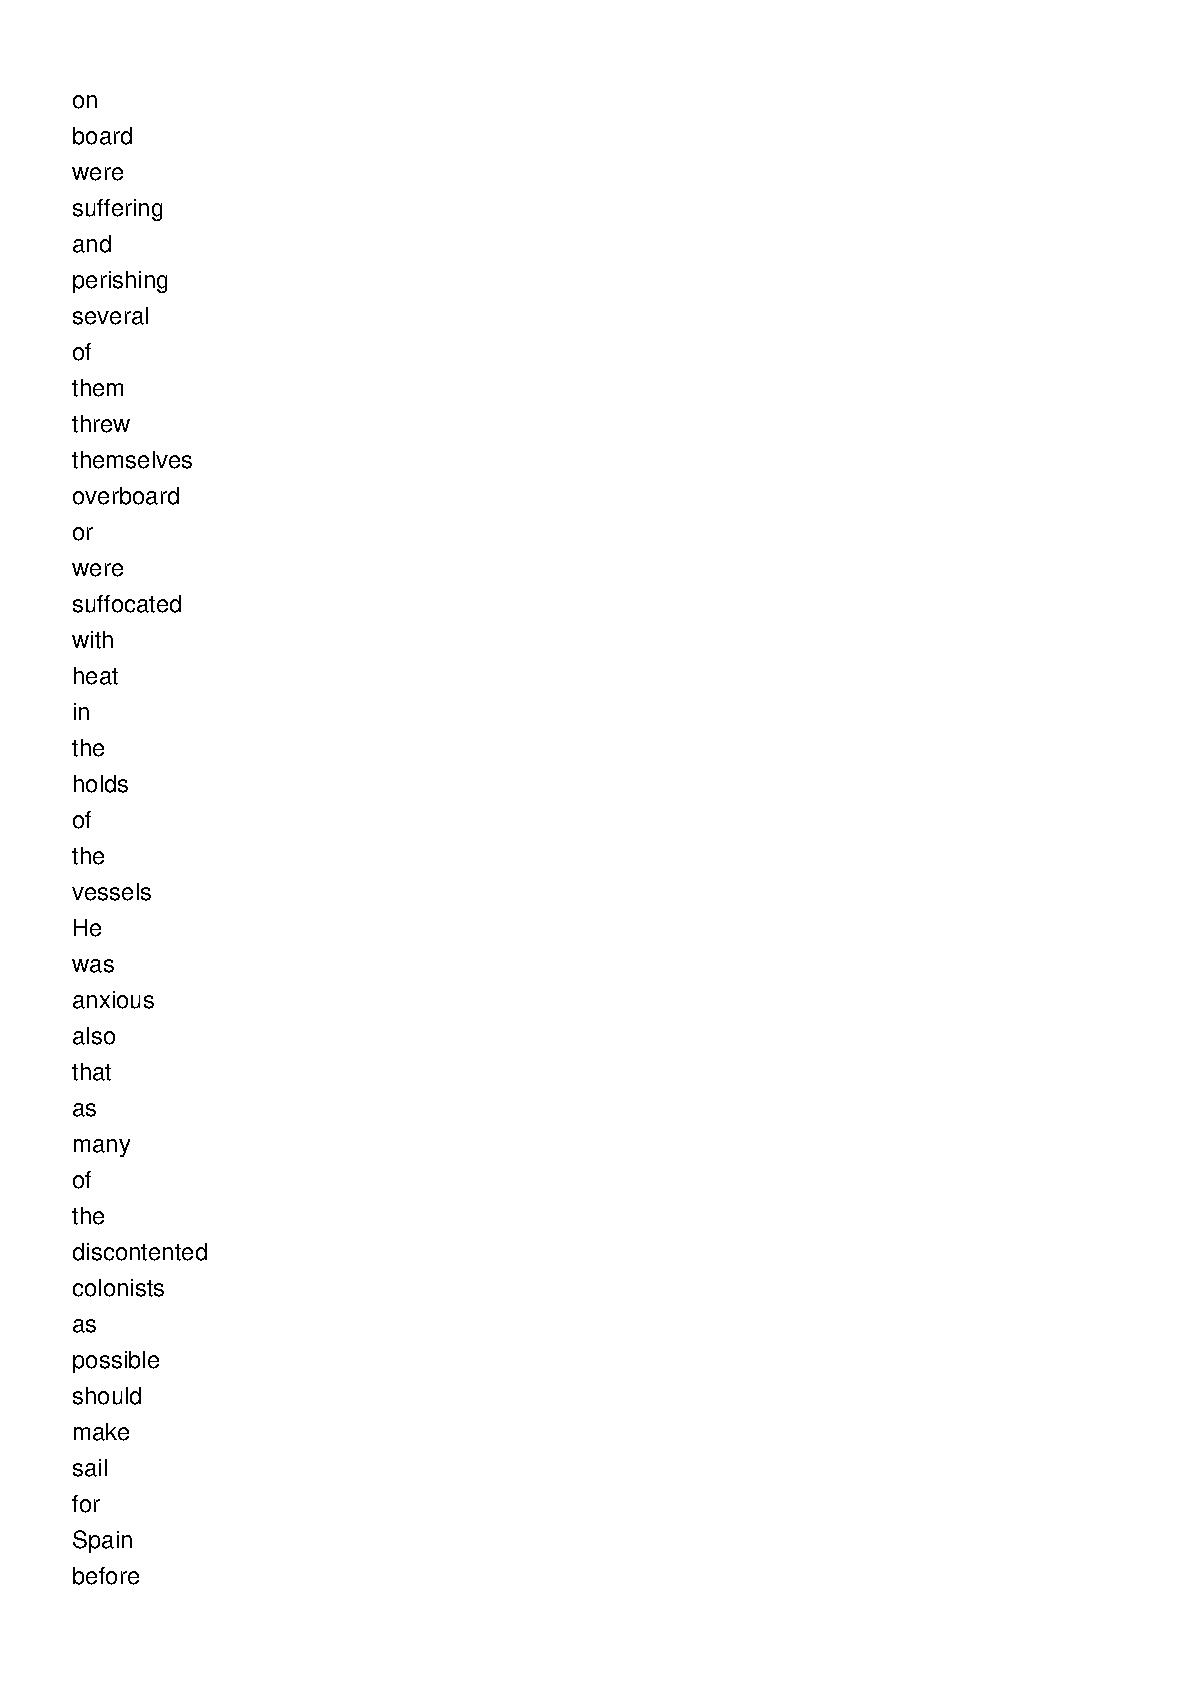 on
board
were
suffering
and
perishing
several
of
them
threw
themselves
overboard
or
were
suffocated
with
heat
in
the
holds
of
the
vessels
He
was
anxious
also
that
as
many
of
the
discontented
colonists
as
possible
should
make
sail
for
Spain
before